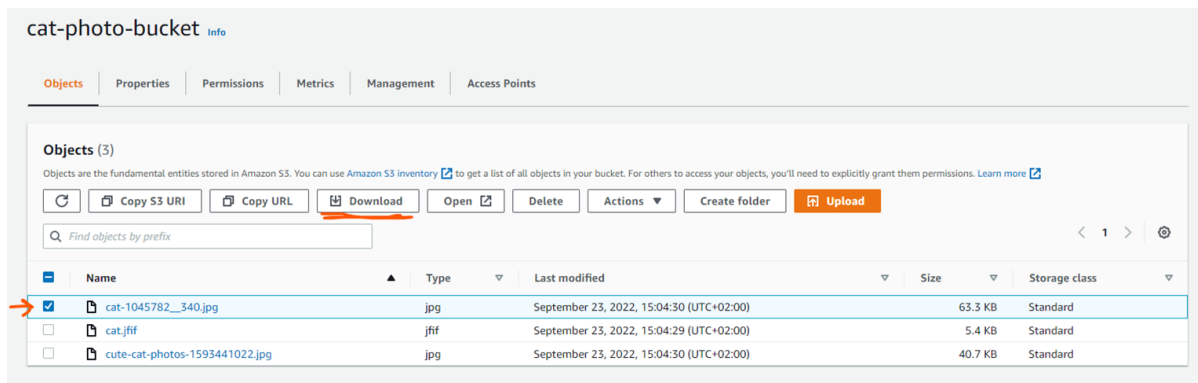 cat-photo-bucket Info
Objects Properties Permissions Metrics Management Access Points
Objects (3)
Objects are the fundamental entities stored in Amazon S3. You can use Amazon S3 inventory to get a list of all objects in your bucket. For others to access your objects, you'll need to explicitly grant them permissions. Learn more
Copy S3 URI Copy URL Download Open Delete Actions Create folder Upload
Find objects by prefix 1
Name Type Last modified Size Storage class
cat-1045782__340.jpg jpg September 23, 2022, 15:04:30 (UTC+02:00) 63.3 KB Standard
cat.jfif jfif September 23, 2022, 15:04:29 (UTC+02:00) 5.4 KB Standard
cute-cat-photos-1593441022.jpg jpg September 23, 2022, 15:04:30 (UTC+02:00) 40.7 KB Standard